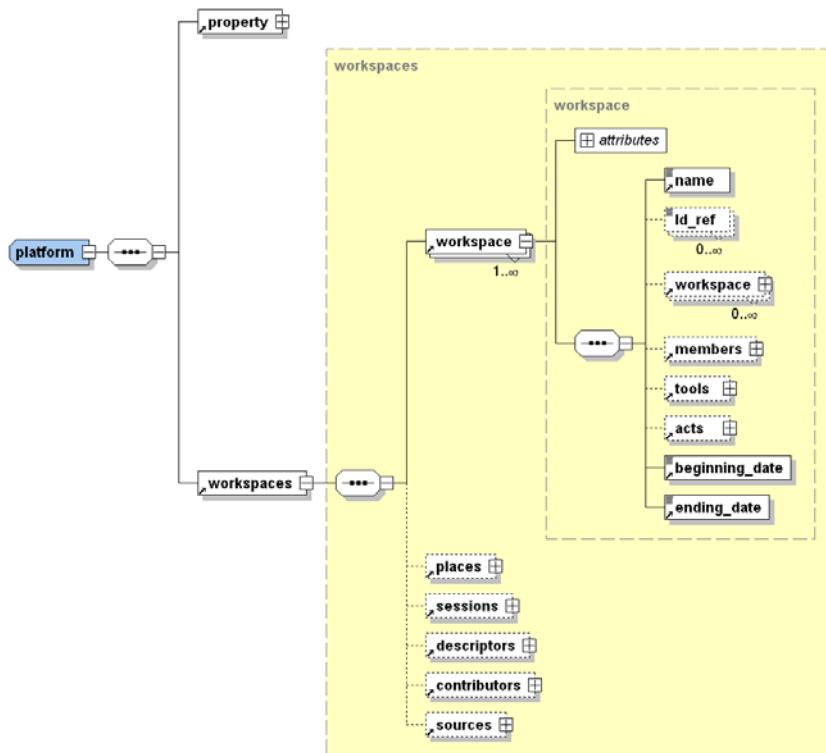 property
workspaces
workspace
attributes
name
ld_ref
0..∞
workspace
1..∞
workspace
0..∞
platform
members
tools
acts
beginning_date
workspaces
ending_date
places
sessions
descriptors
contributors
sources